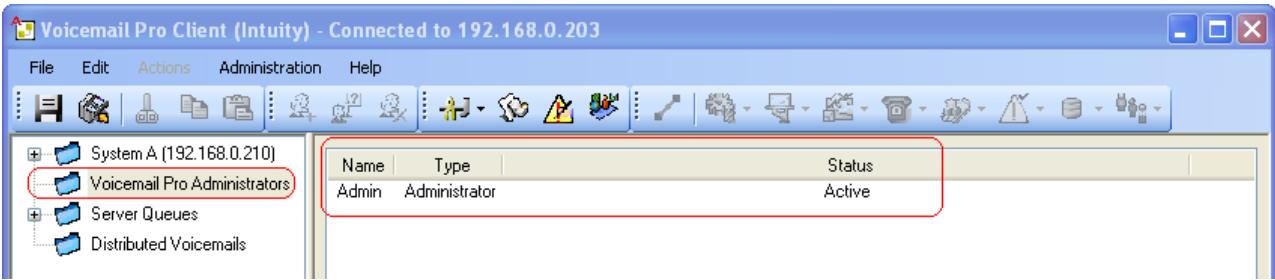 Voicemail Pro Client (Intuity) - Connected to 192.168.0.203
File Edit Actions Administration Help
System A (192.168.0.210)
Voicemail Pro Administrators
Server Queues
Distributed Voicemails
Name Type Status
Admin Administrator Active